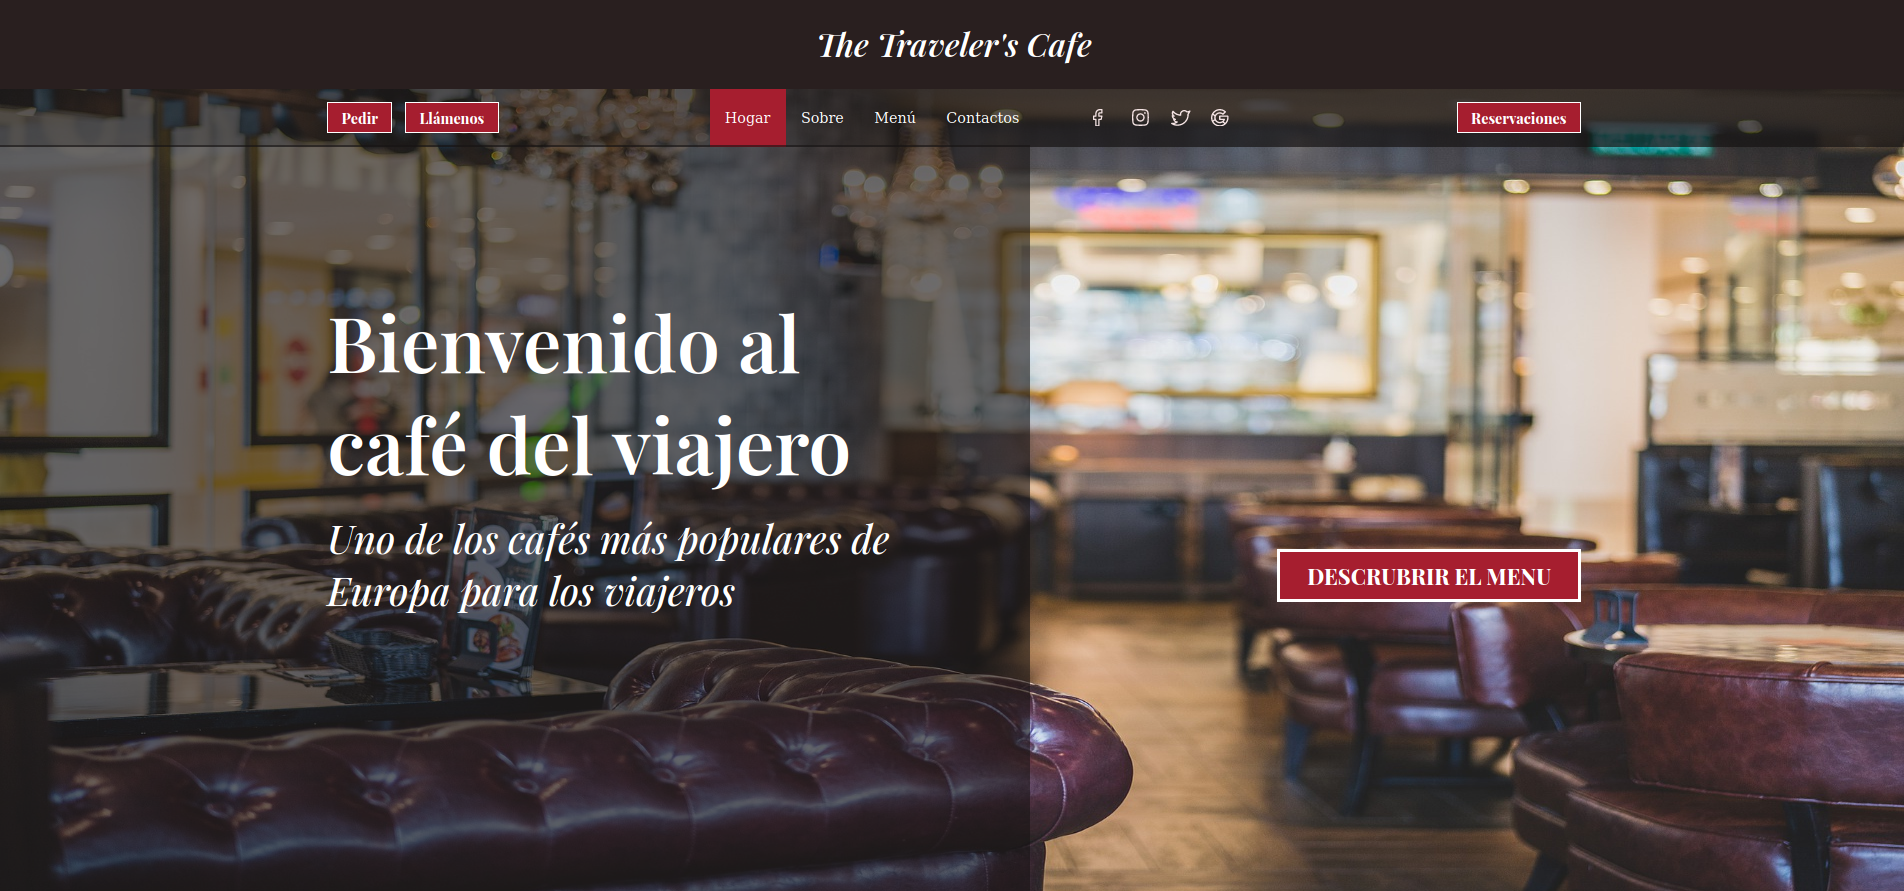 The Traveler's Cafe
Pedir
Llámenos
Hogar
Sobre
Menú
Contactos
Reservaciones
Bienvenido al
café del viajero
Uno de los cafés más populares de
Europa para los viajeros
DESCRUBRIR EL MENU